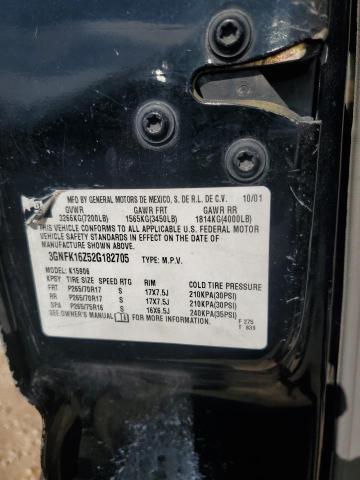 MFD BY GENERAL MOTORS DE MEXICO, S. DE R.L. DE C.V. 10/01
GVWR GAWR FRT GAWR RR
3266KG(7200LB) 1565KG(3450LB) 1814KG(4000LB)
THIS VEHICLE CONFORMS TO ALL APPLICABLE U.S. FEDERAL MOTOR
VEHICLE SAFETY STANDARDS IN EFFECT ON THE DATE OF
MANUFACTURE SHOWN ABOVE.
3GNFK16Z52G182705 TYPE: M.P.V.
MODEL: K15906
KPSY TIRE SIZE SPEED RTG RIM COLD TIRE PRESSURE
FRT P265/70R17 S 17X7.5J 210KPA(30PSI)
RR P265/70R17 S 17X7.5J 210KPA(30PSI)
SPA P265/75R16 S 16X6.5J 240KPA(35PSI)
SEE OWNER'S MANUAL FOR ADDITIONAL INFORMATION. F 275
T 839